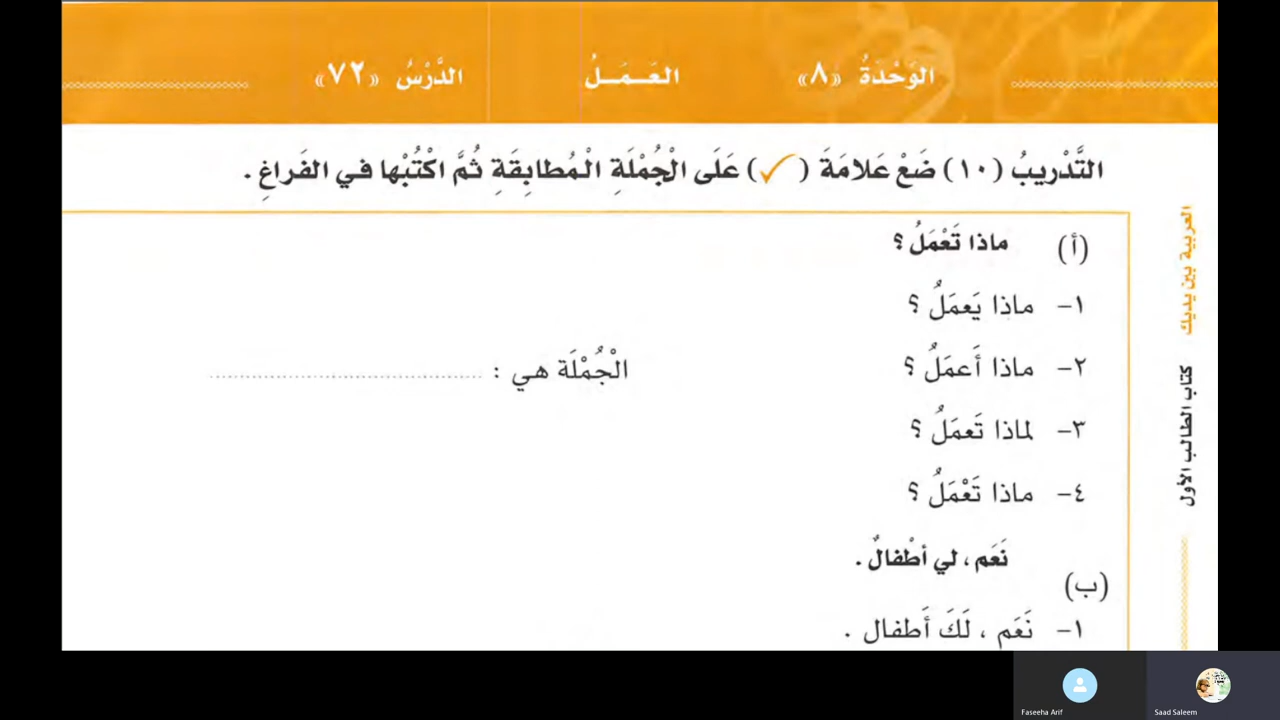 الوَحْدَةُ «٨» العَمَلُ الدَّرْسُ «٧٢»
التَّدْريبُ (١٠) ضَعْ عَلامَةَ (✓) عَلَى الْجُمْلَةِ الْمُطابِقَةِ ثُمَّ اكْتُبْها في الفَراغِ .
(أ) ماذا تَعْمَلُ ؟
١- ماذا يَعمَلُ ؟
٢- ماذا أَعمَلُ ؟ الْجُمْلَة هي : ........................................
٣- لماذا تَعمَلُ ؟
٤- ماذا تَعْمَلُ ؟
(ب) نَعَم ، لي أطْفالٌ .
١- نَعَم ، لَكَ أَطفال .
العربية بين يديك
كتاب الطالب الأول
Faseeha Arif
Saad Saleem